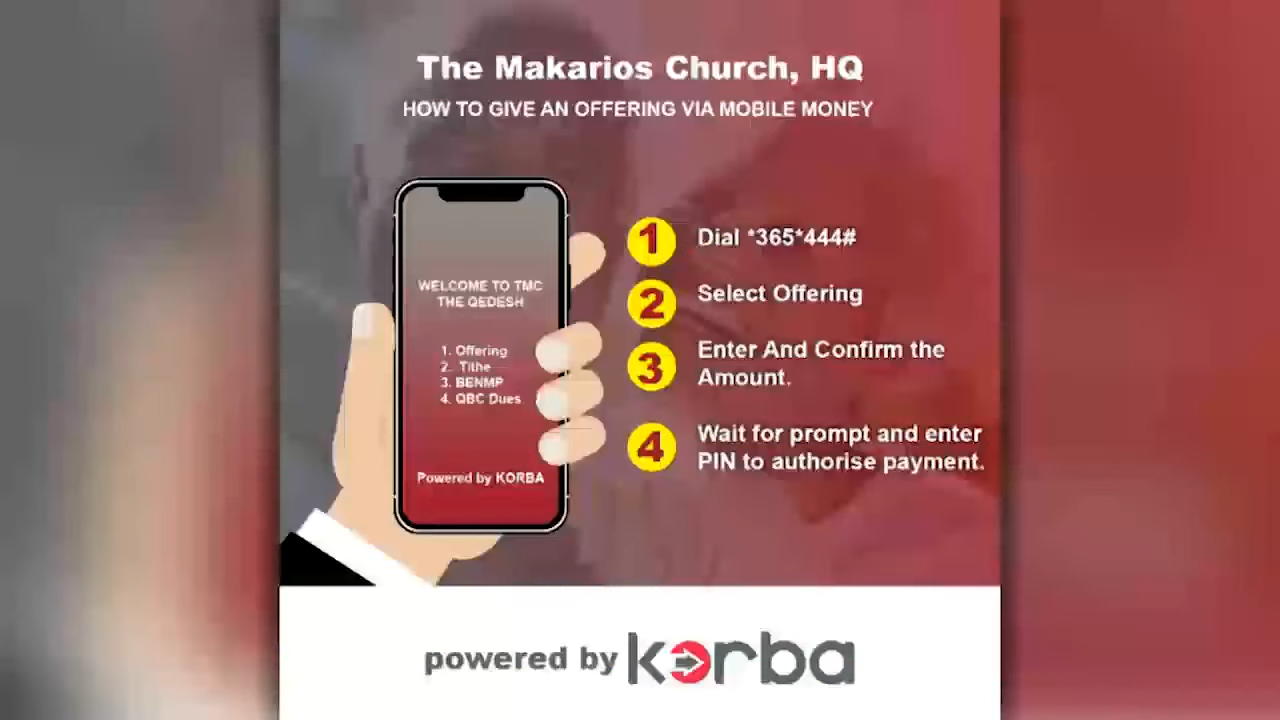 The Makarios Church, HQ
HOW TO GIVE AN OFFERING VIA MOBILE MONEY
WELCOME TO TMC
THE QEDESH
1. Offering
2. Tithe
3. BENMP
4. QBC Dues
Powered by KORBA
1 Dial *365*444#
2 Select Offering
3 Enter And Confirm the
Amount.
4 Wait for prompt and enter
PIN to authorise payment.
powered by korba